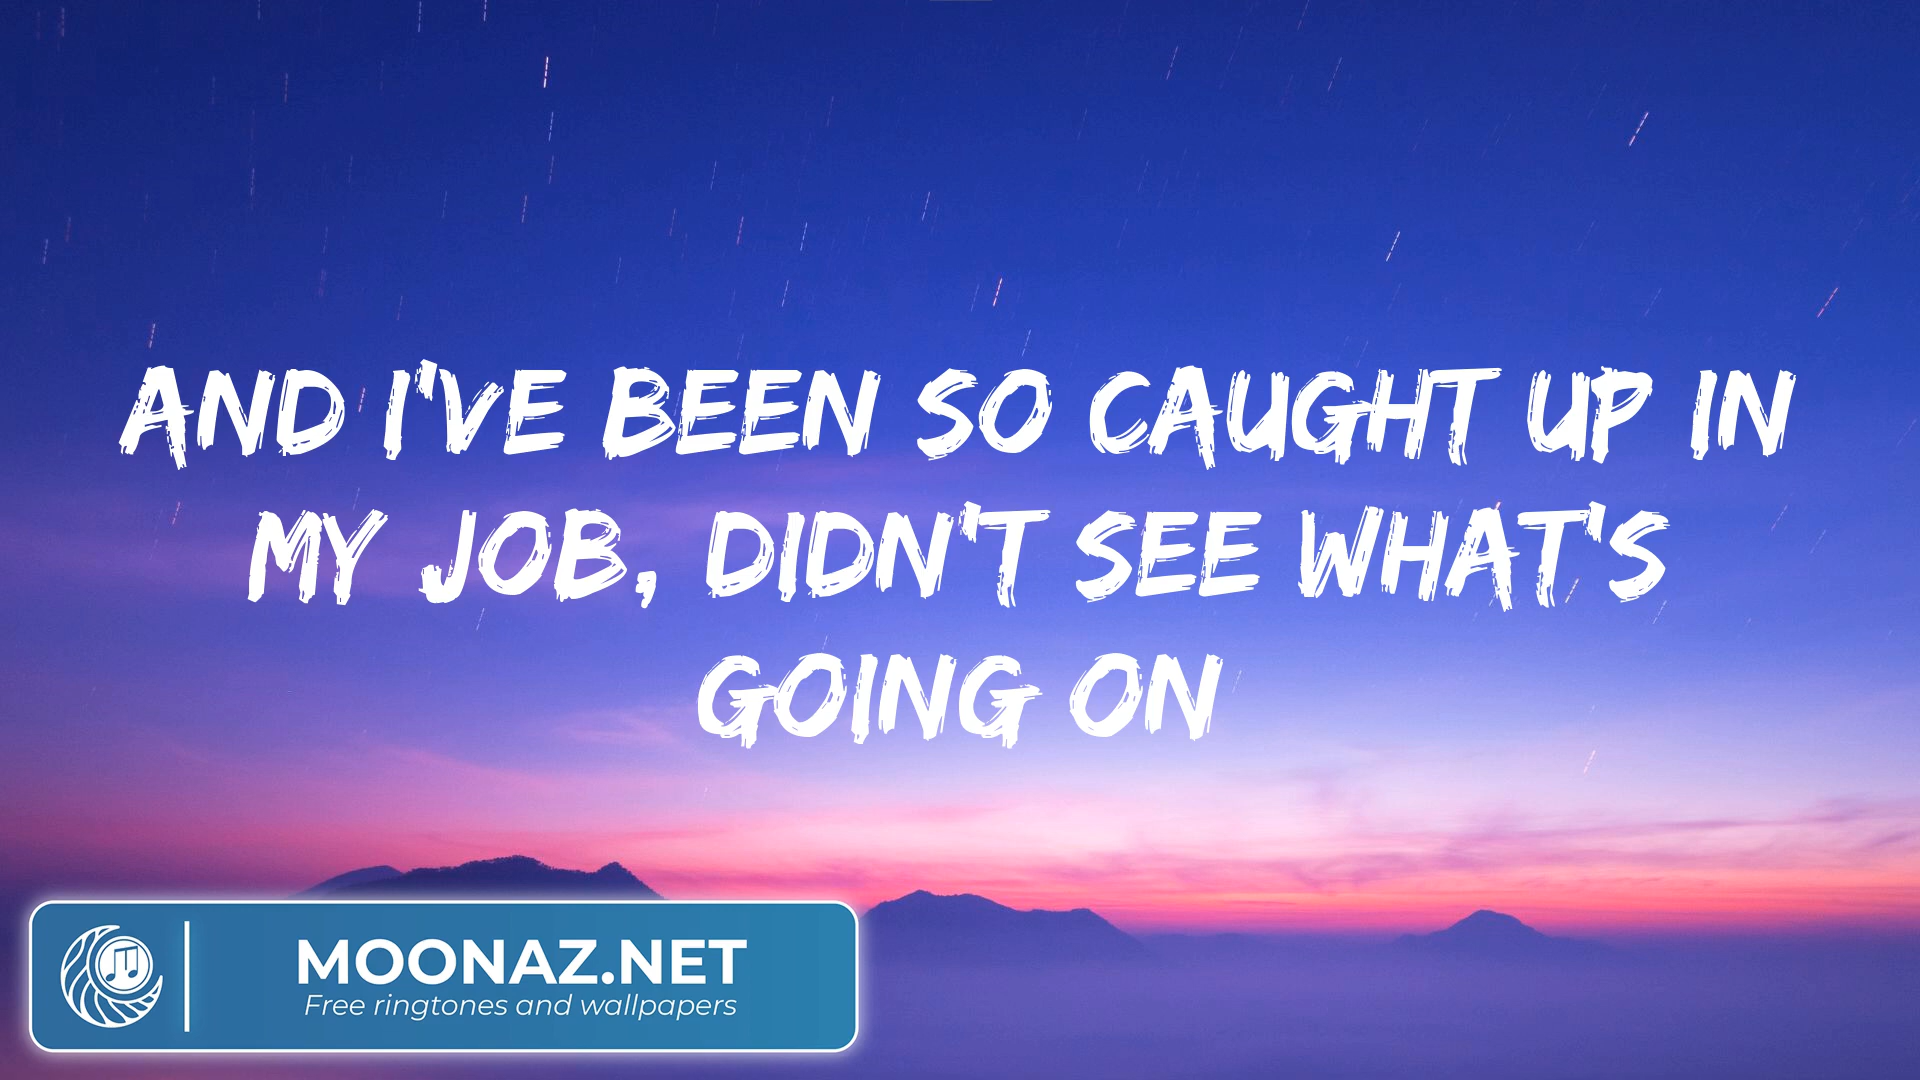 AND I'VE BEEN SO CAUGHT UP IN
MY JOB, DIDN'T SEE WHAT'S
GOING ON
MOONAZ.NET
Free ringtones and wallpapers